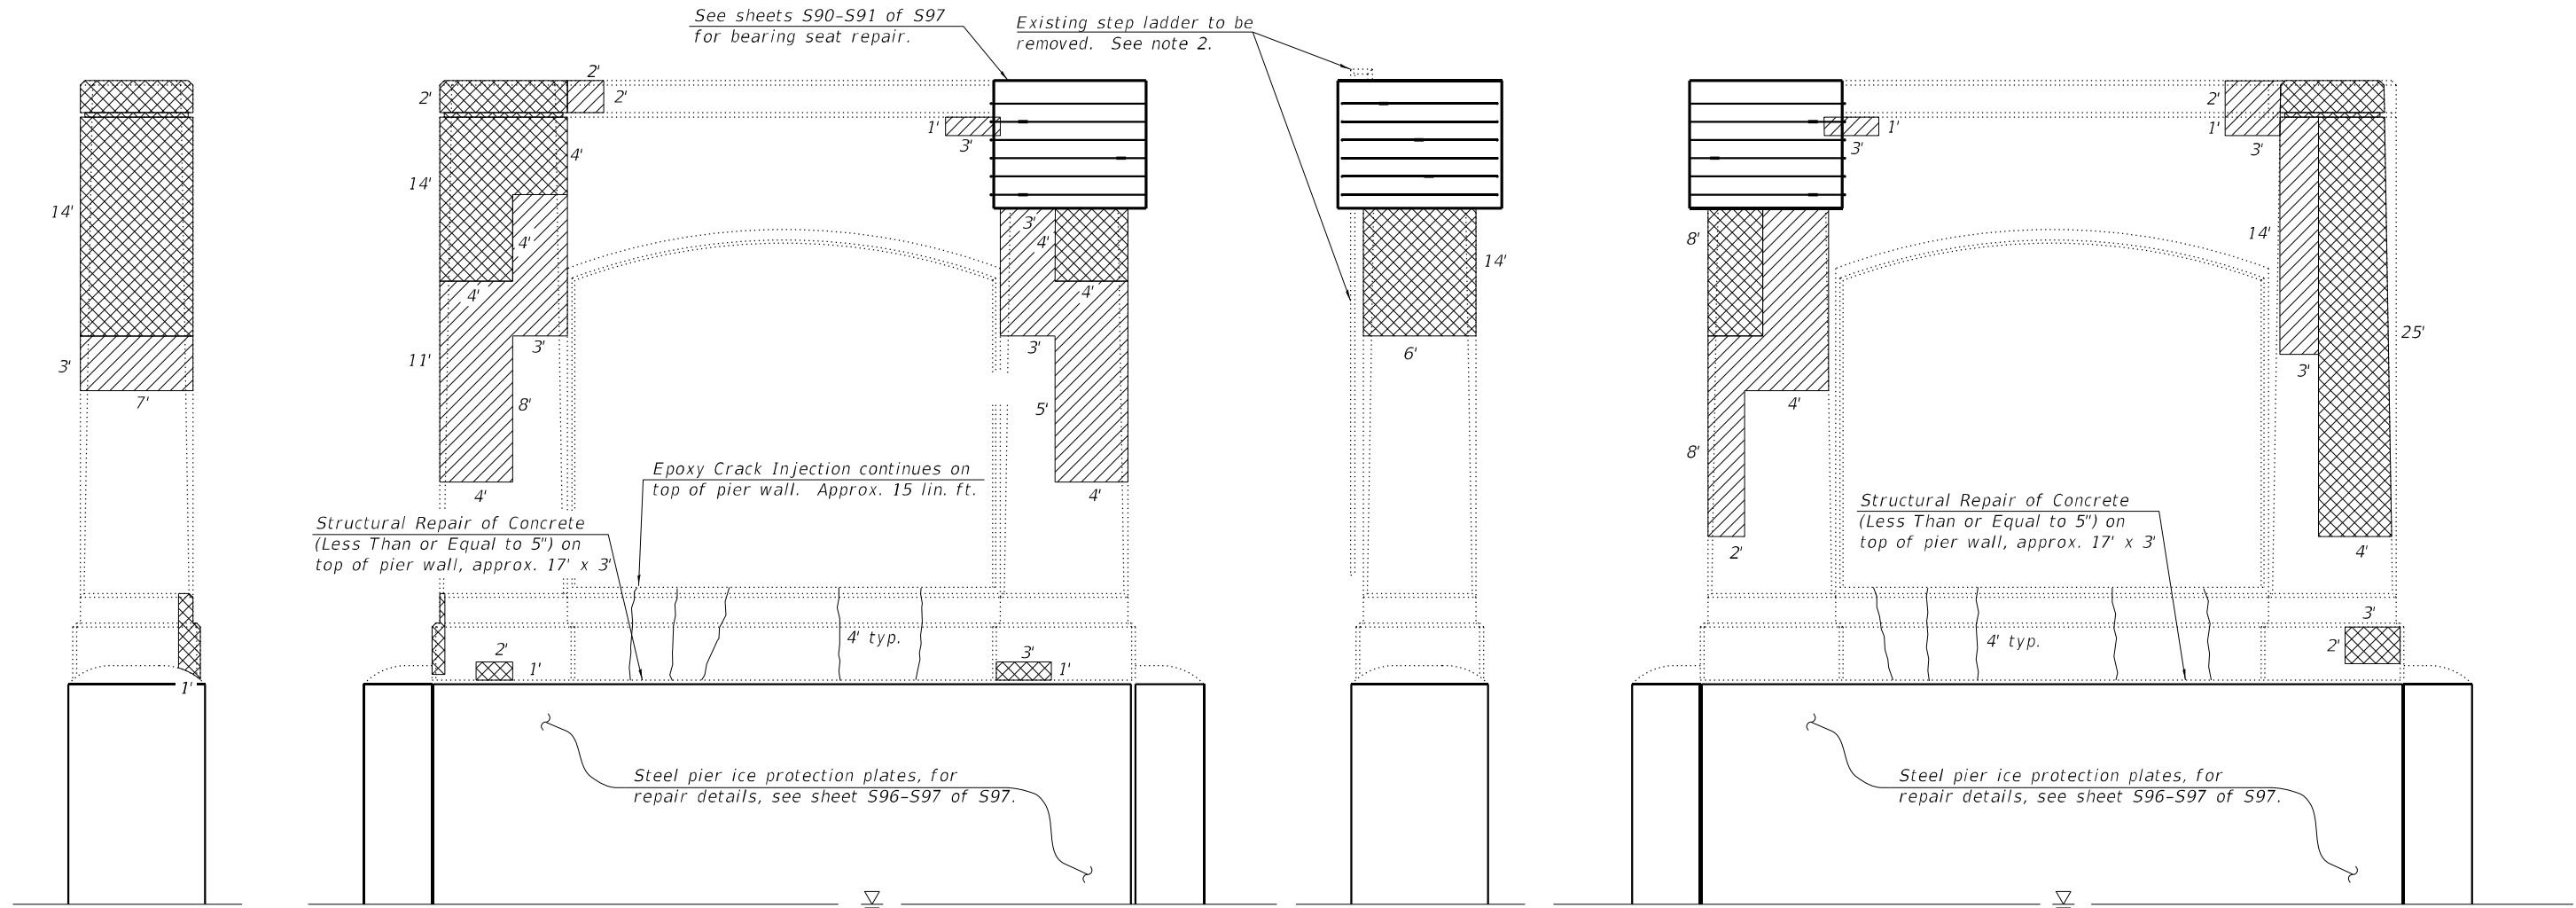 See sheets S90-S91 of S97
for bearing seat repair.
Existing step ladder to be
removed. See note 2.
14'
3'
7'
1'
2'
2'
2'
14'
4'
4'
4'
11'
3'
8'
4'
1'
3'
3'
4'
4'
3'
5'
4'
Epoxy Crack Injection continues on
top of pier wall. Approx. 15 lin. ft.
Structural Repair of Concrete
(Less Than or Equal to 5") on
top of pier wall, approx. 17' x 3'
4' typ.
2'
1'
3'
1'
Steel pier ice protection plates, for
repair details, see sheet S96-S97 of S97.
14'
6'
1'
3'
2'
1'
3'
8'
14'
25'
4'
3'
8'
2'
4'
Structural Repair of Concrete
(Less Than or Equal to 5") on
top of pier wall, approx. 17' x 3'
4' typ.
3'
2'
Steel pier ice protection plates, for
repair details, see sheet S96-S97 of S97.